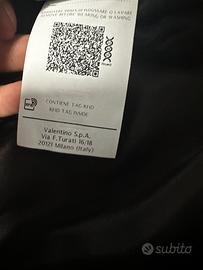 REMOVE BEFORE WEARING OR WASHING
CONTIENE TAG RFID
RFID TAG INSIDE
Valentino S.p.A.
Via F. Turati 16/18
20121 Milano (Italy)
subito